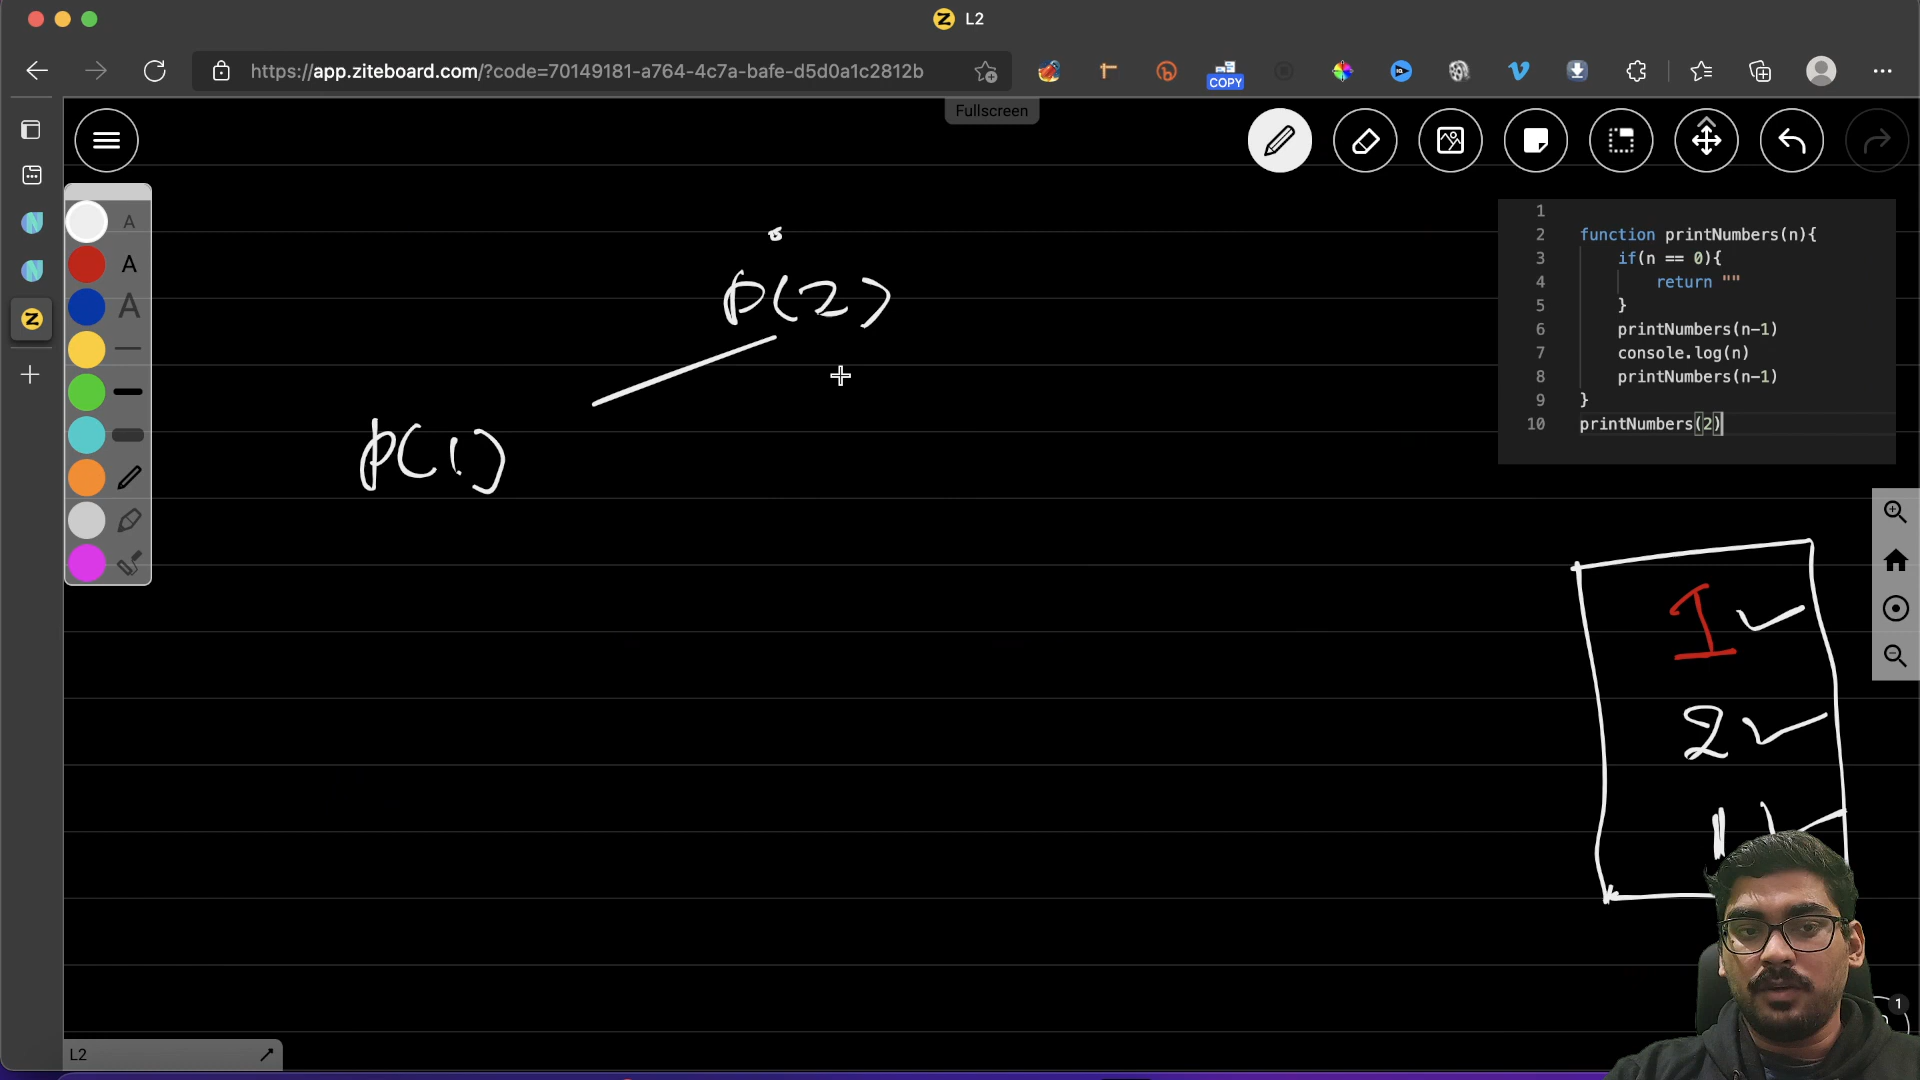 L2
https://app.ziteboard.com/?code=70149181-a764-4c7a-bafe-d5d0a1c2812b
COPY
Fullscreen
A
A
A
p(2)
p(1)
1
2 function printNumbers(n){
3 if(n == 0){
4 return ""
5 }
6 printNumbers(n-1)
7 console.log(n)
8 printNumbers(n-1)
9 }
10 printNumbers(2)
1
2
1
1
L2